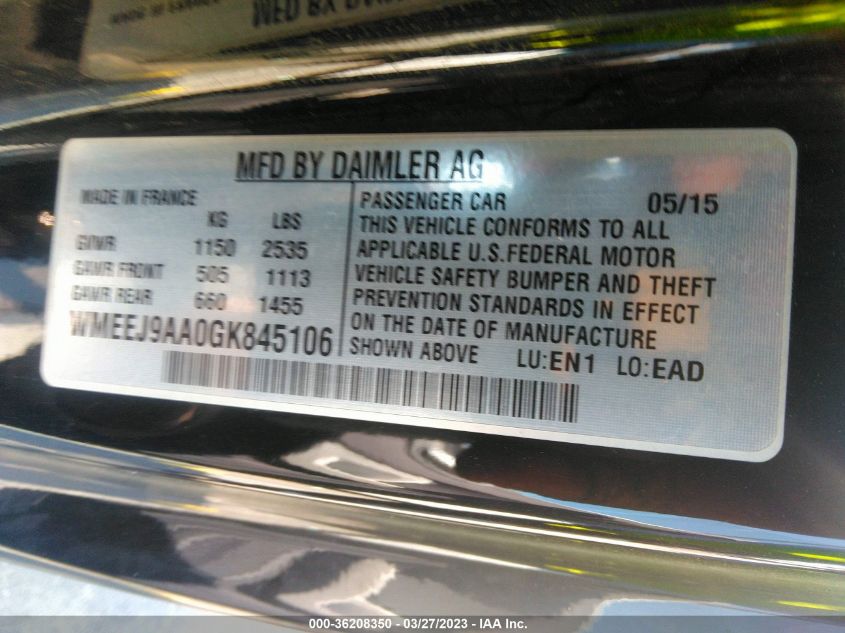 MFD BY DAIMLER AG
MADE IN FRANCE
KG LBS
GVWR 1150 2535
GAWR FRONT 505 1113
GAWR REAR 660 1455
WMEEJ9AA0GK845106
PASSENGER CAR 05/15
THIS VEHICLE CONFORMS TO ALL
APPLICABLE U.S.FEDERAL MOTOR
VEHICLE SAFETY BUMPER AND THEFT
PREVENTION STANDARDS IN EFFECT
ON THE DATE OF MANUFACTURE
SHOWN ABOVE LU:EN1 LO:EAD
000-36208350 / 03/27/2023 - IAA Inc.